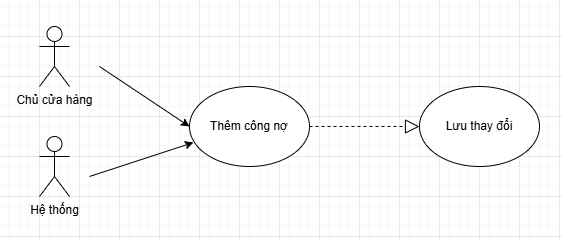 Chủ cửa hàng
Thêm công nợ
Lưu thay đổi
Hệ thống